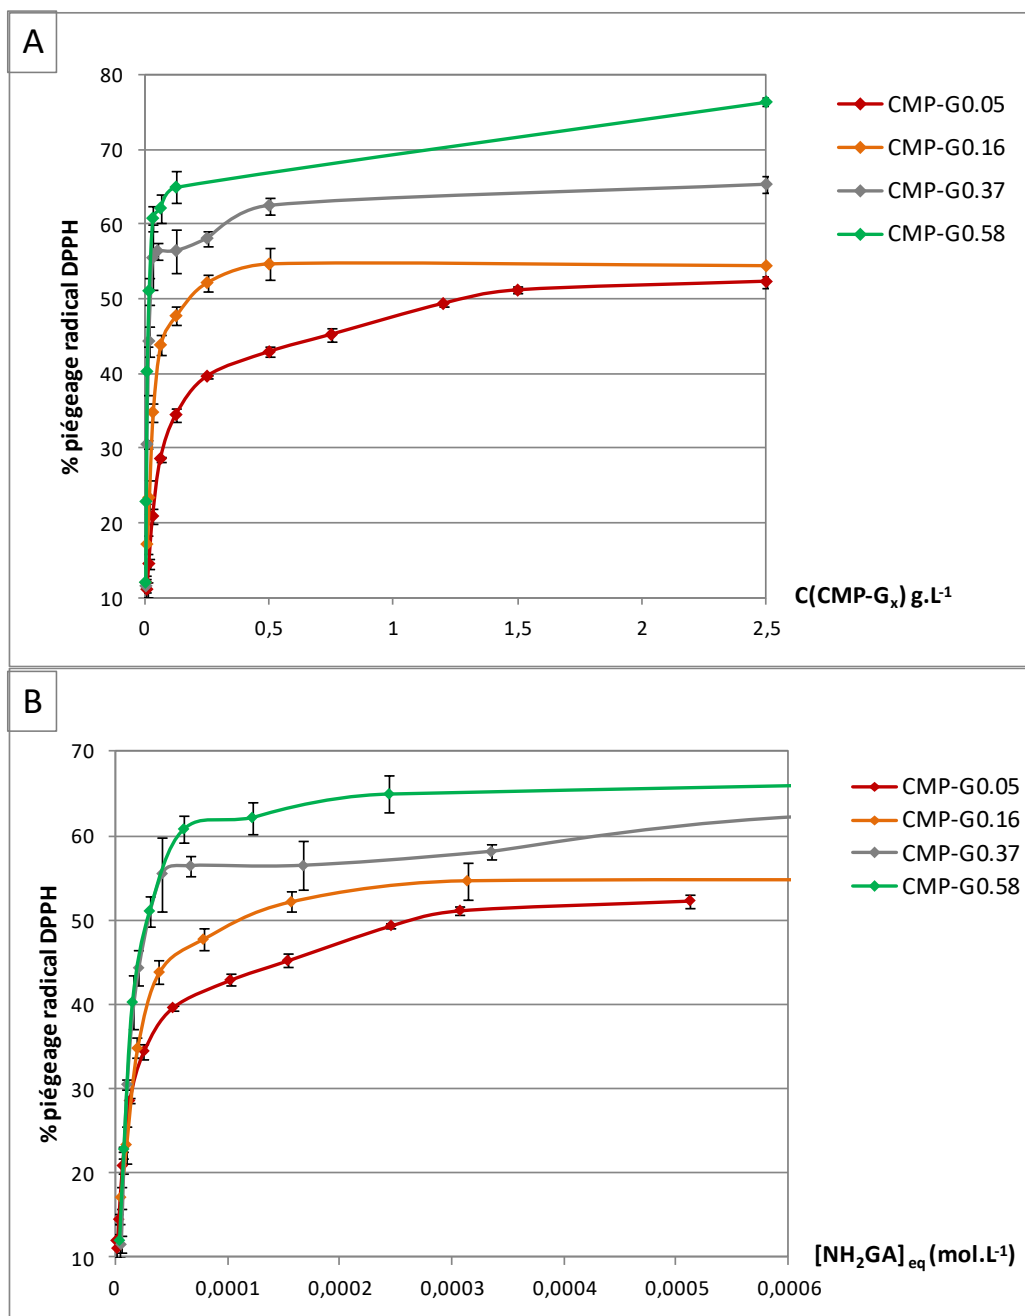 A
80
70
60
50
40
30
20
10
% piégeage radical DPPH
0
0,5
1
1,5
2
2,5
C(CMP-Gx) g.L-1
CMP-G0.05
CMP-G0.16
CMP-G0.37
CMP-G0.58
B
70
60
50
40
30
20
10
% piégeage radical DPPH
0
0,0001
0,0002
0,0003
0,0004
0,0005
0,0006
[NH2GA] eq (mol.L-1)
CMP-G0.05
CMP-G0.16
CMP-G0.37
CMP-G0.58